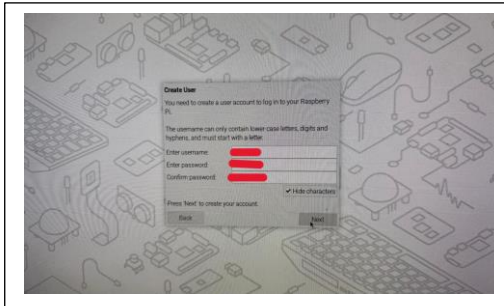 Create User
You need to create a user account to log in to your Raspberry
Pi.
The username can only contain lower-case letters, digits and
hyphens, and must start with a letter.
Enter username:
Enter password:
Confirm password:
Hide characters
Press 'Next' to create your account.
Back
Next